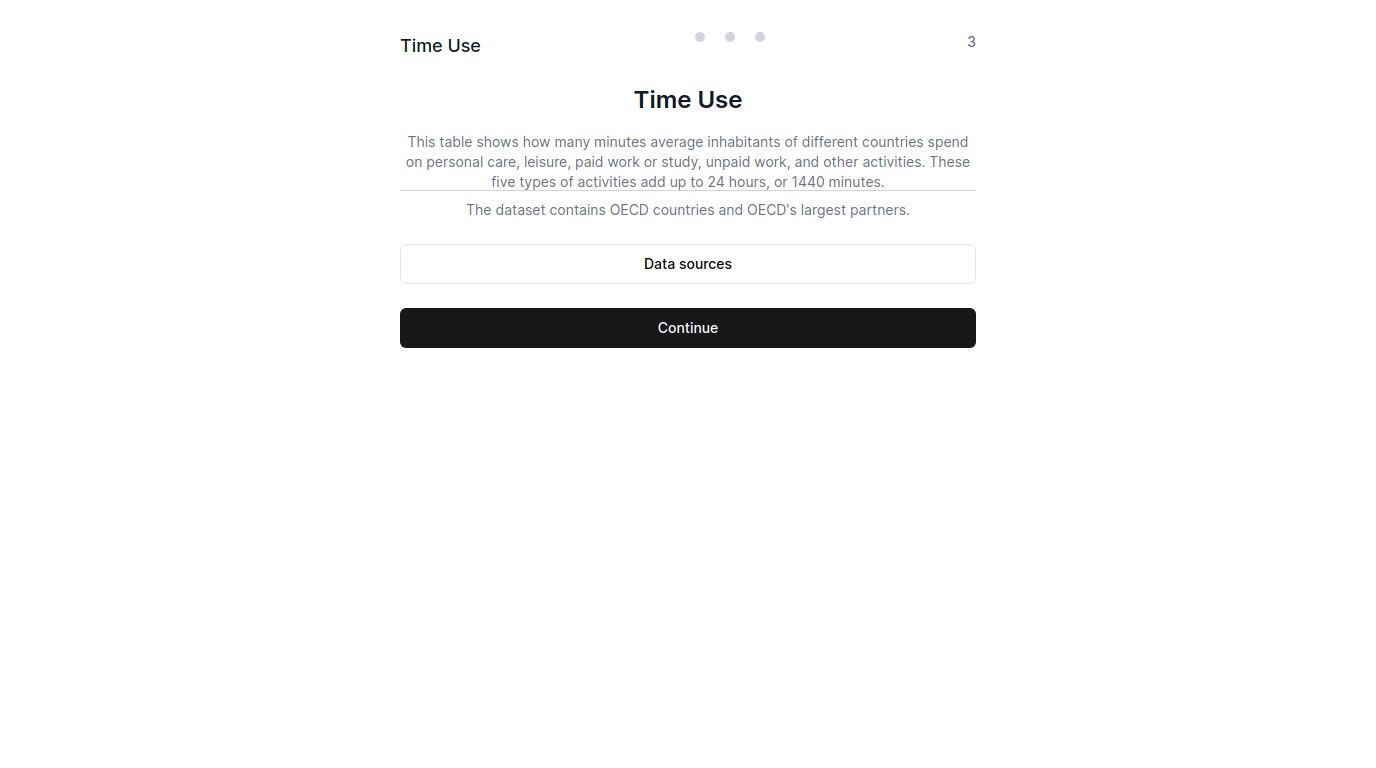 Time Use
3
Time Use
This table shows how many minutes average inhabitants of different countries spend
on personal care, leisure, paid work or study, unpaid work, and other activities. These
five types of activities add up to 24 hours, or 1440 minutes.
The dataset contains OECD countries and OECD's largest partners.
Data sources
Continue